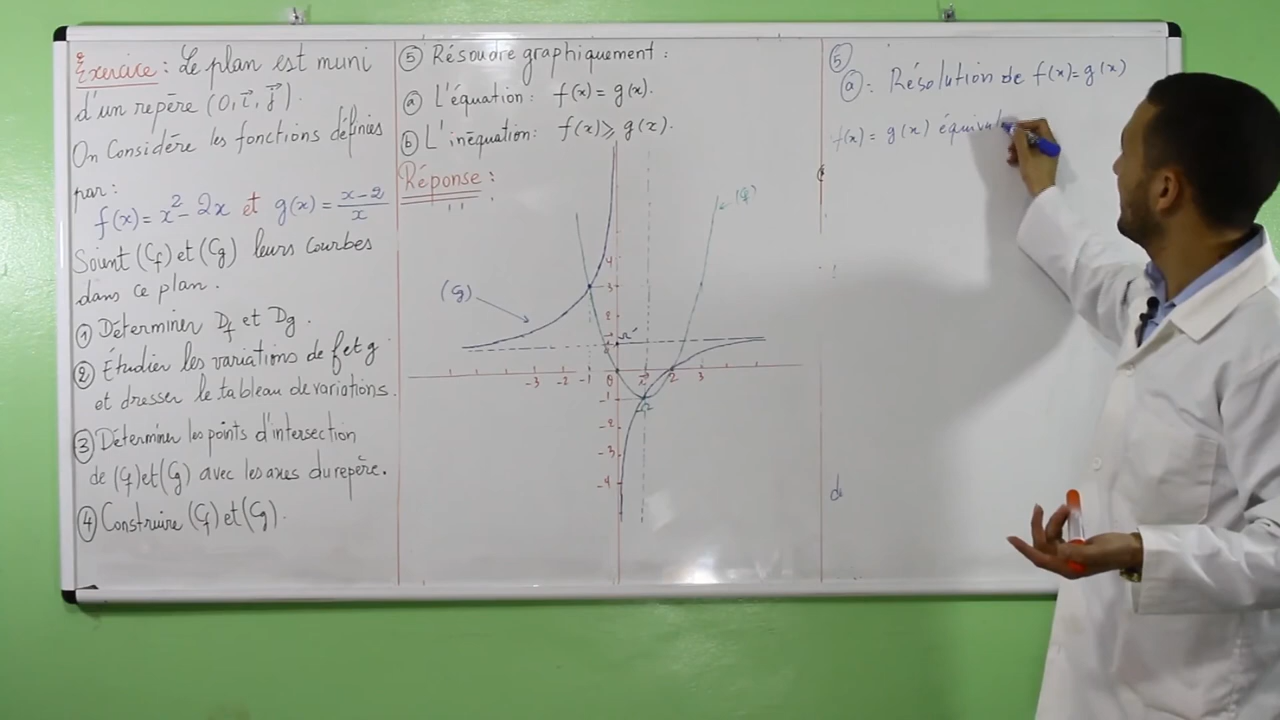 Exercice : Le plan est muni
d'un repère (O, i⃗, j⃗).
On Considère les fonctions définies
par :
f(x) = x² - 2x et g(x) = (x-2)/x
Soient (Cf) et (Cg) leurs courbes
dans ce plan.
① Déterminer Df et Dg.
② Étudier les variations de f et g
et dresser le tableau de variations.
③ Déterminer les points d'intersection
de (Cf) et (Cg) avec les axes du repère.
④ Construire (Cf) et (Cg).
⑤ Résoudre graphiquement :
ⓐ L'équation : f(x) = g(x).
ⓑ L'inéquation : f(x) ⩾ g(x).
Réponse :
(Cf)
(Cg)
4
3
2
1
Ω'
-3 -2 -1 0 i⃗ 2 3
-1
Ω
-2
-3
-4
⑤
ⓐ : Résolution de f(x) = g(x)
f(x) = g(x) équival